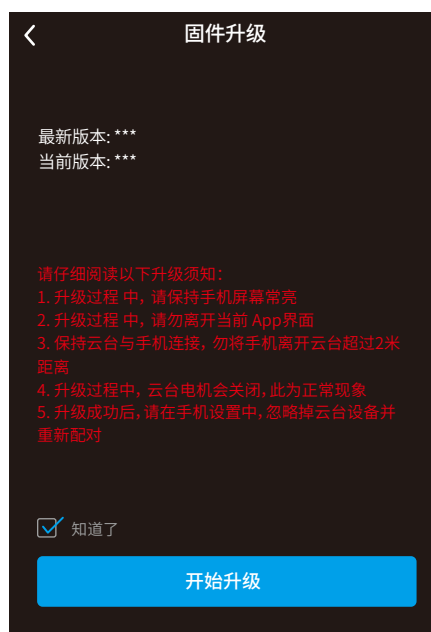 固件升级
最新版本: ***
当前版本: ***
请仔细阅读以下升级须知：
1. 升级过程 中，请保持手机屏幕常亮
2. 升级过程 中，请勿离开当前 App界面
3. 保持云台与手机连接，勿将手机离开云台超过2米
距离
4. 升级过程中，云台电机会关闭，此为正常现象
5. 升级成功后，请在手机设置中，忽略掉云台设备并
重新配对
知道了
开始升级